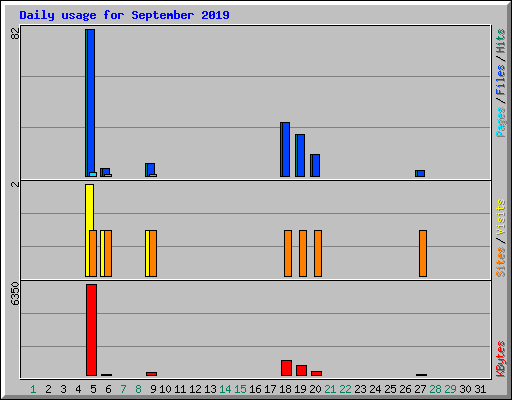 Daily usage for September 2019
82
Pages / Files / Hits
2
Sites / Visits
6350
KBytes
1 2 3 4 5 6 7 8 9 10 11 12 13 14 15 16 17 18 19 20 21 22 23 24 25 26 27 28 29 30 31